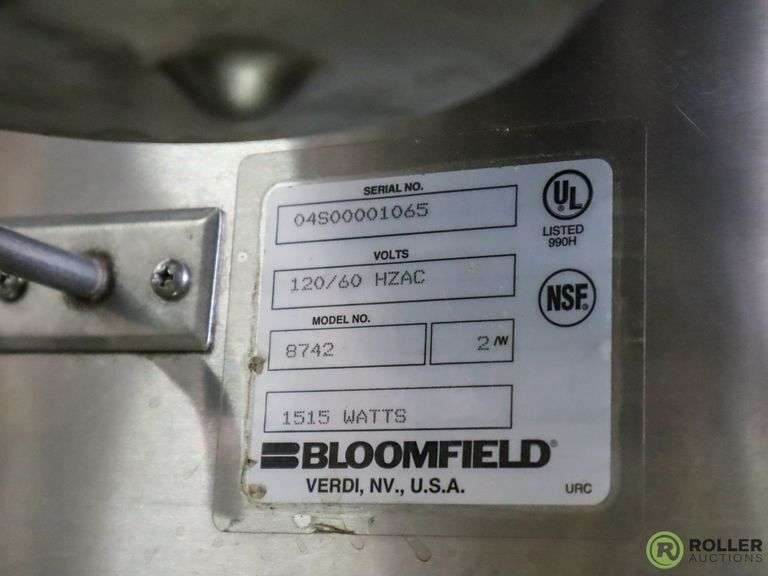 SERIAL NO.
04S00001065
UL
LISTED
990H
VOLTS
120/60 HZAC
NSF®
MODEL NO.
8742
2/W
1515 WATTS
BLOOMFIELD®
VERDI, NV., U.S.A.
URC
R ROLLER
AUCTIONS